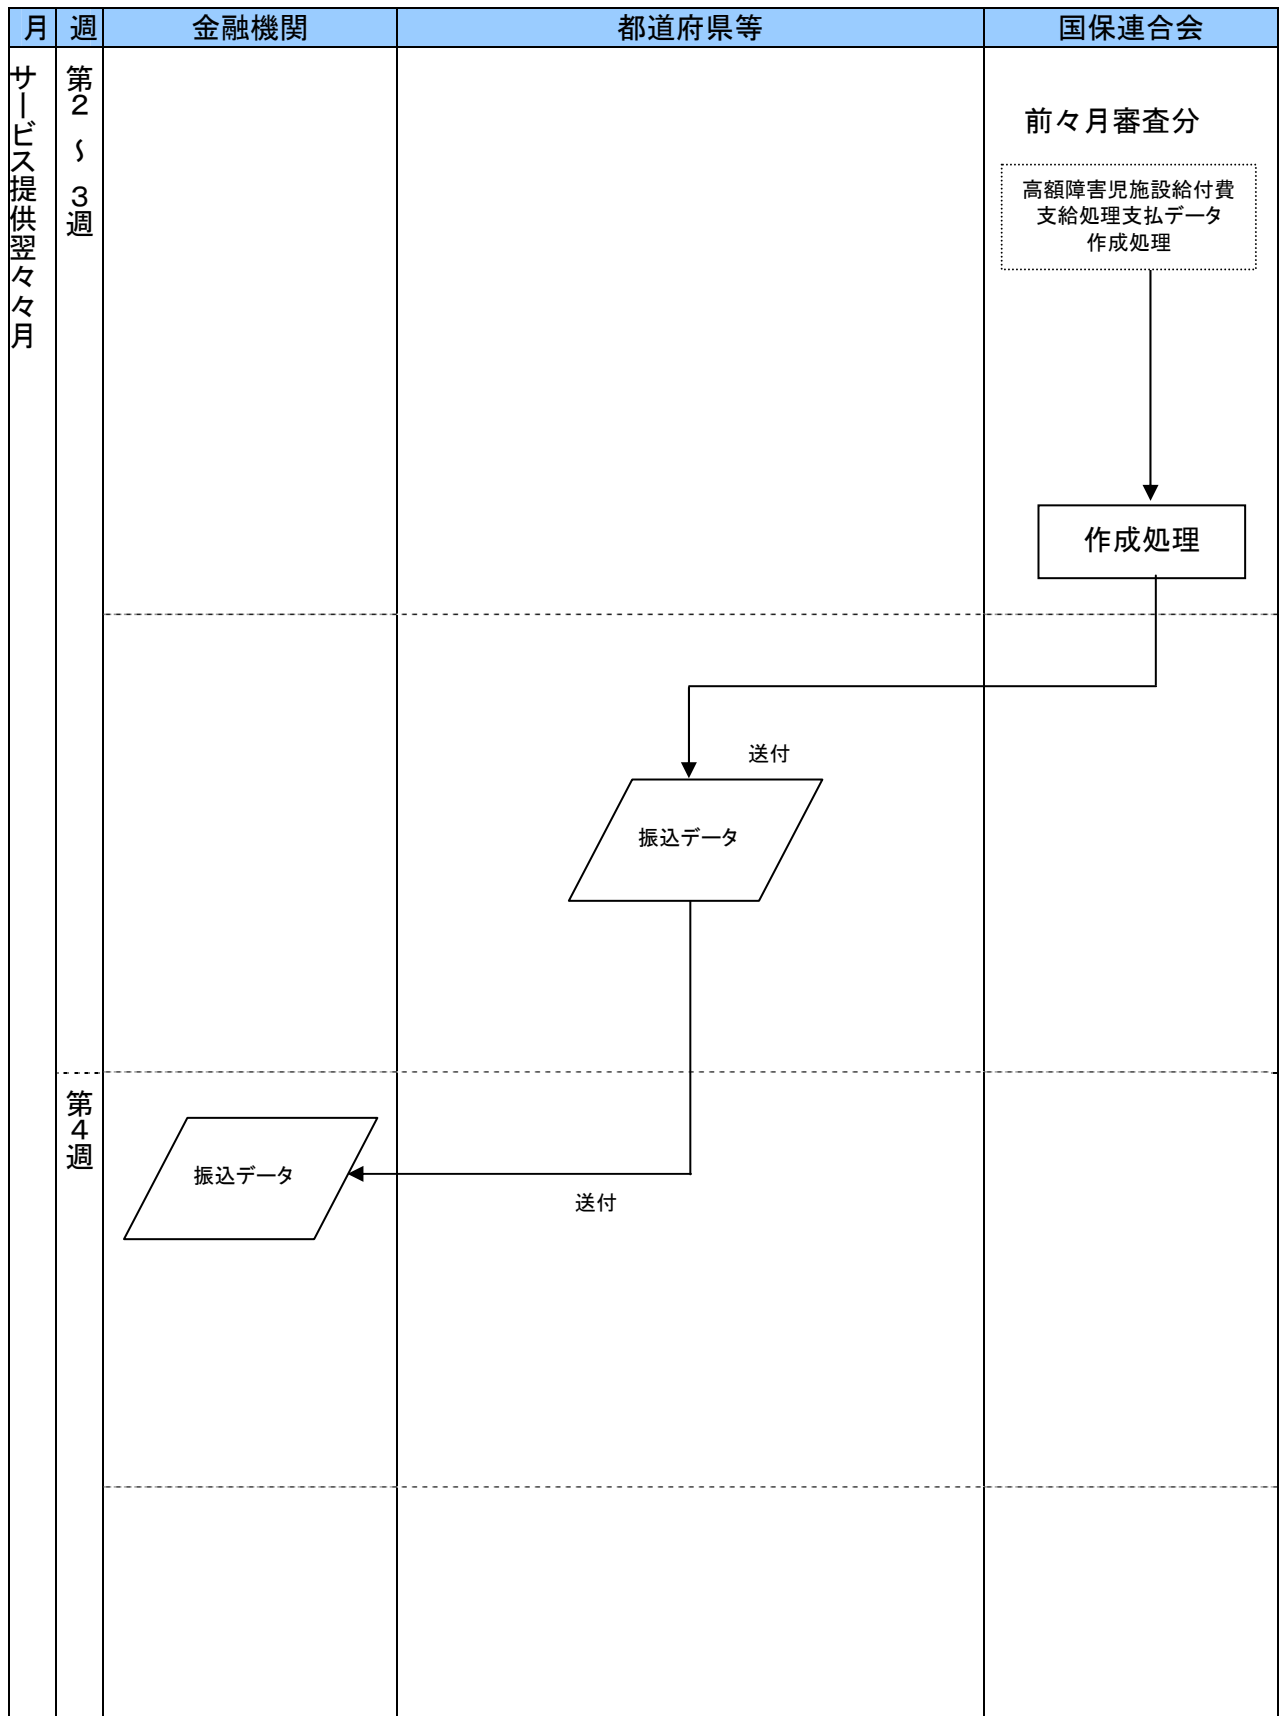 月 週 金融機関 都道府県等 国保連合会
サービス提供翌々々月
第２～３週
前々月審査分
高額障害児施設給付費
支給処理支払データ
作成処理
作成処理
送付
振込データ
第４週
振込データ
送付